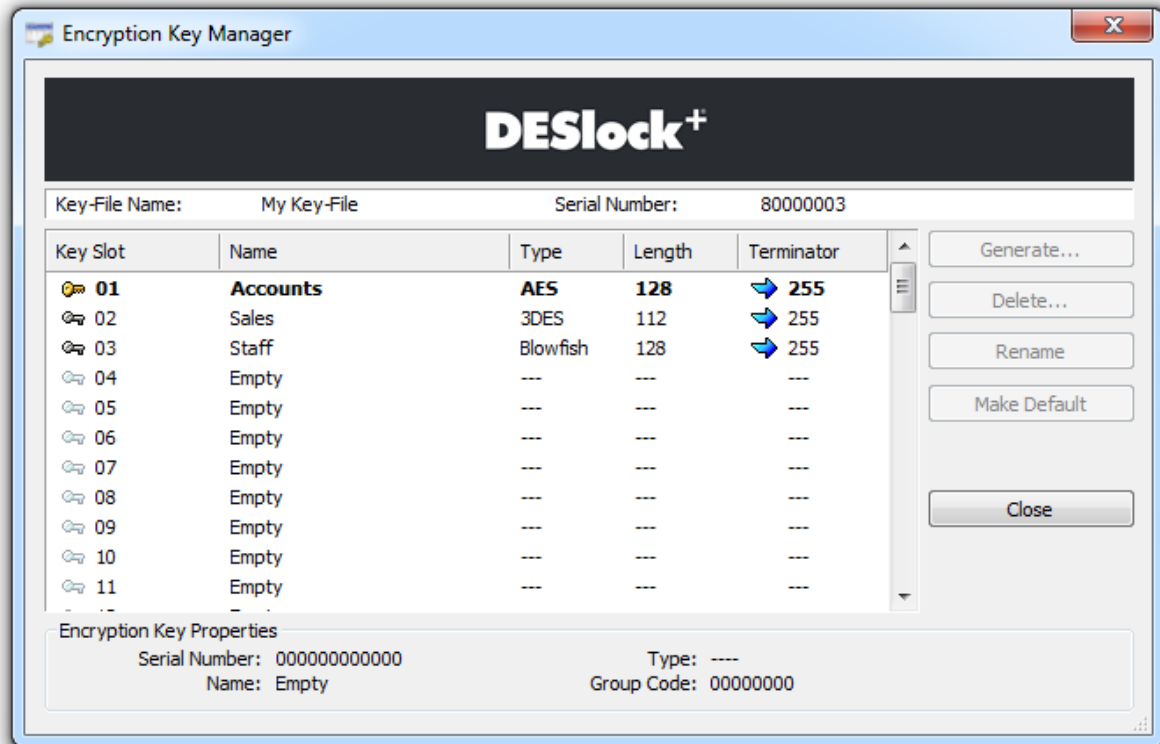 Encryption Key Manager
DESlock+
Key-File Name: My Key-File Serial Number: 80000003
Key Slot Name Type Length Terminator
01 Accounts AES 128 255
02 Sales 3DES 112 255
03 Staff Blowfish 128 255
04 Empty --- --- ---
05 Empty --- --- ---
06 Empty --- --- ---
07 Empty --- --- ---
08 Empty --- --- ---
09 Empty --- --- ---
10 Empty --- --- ---
11 Empty --- --- ---
Generate...
Delete...
Rename
Make Default
Close
Encryption Key Properties
Serial Number: 000000000000 Type: ----
Name: Empty Group Code: 00000000